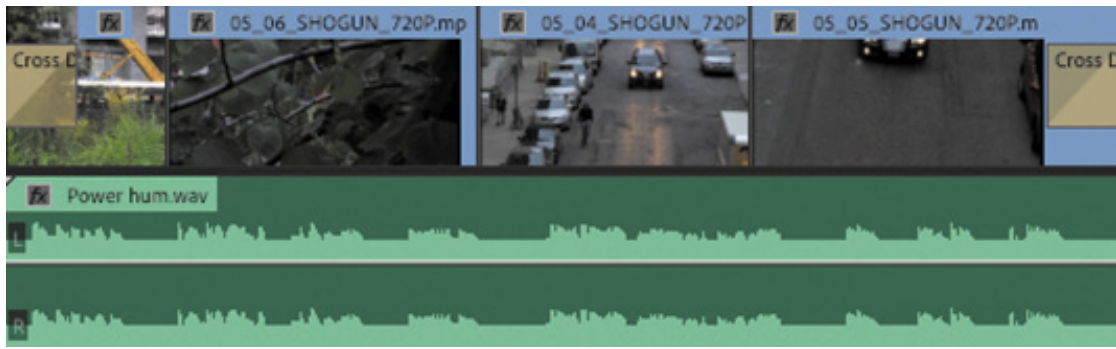 fx
fx 05_06_SHOGUN_720P.mp
fx 05_04_SHOGUN_720P
fx 05_05_SHOGUN_720P.m
Cross D
Cross D
fx Power hum.wav
L
R